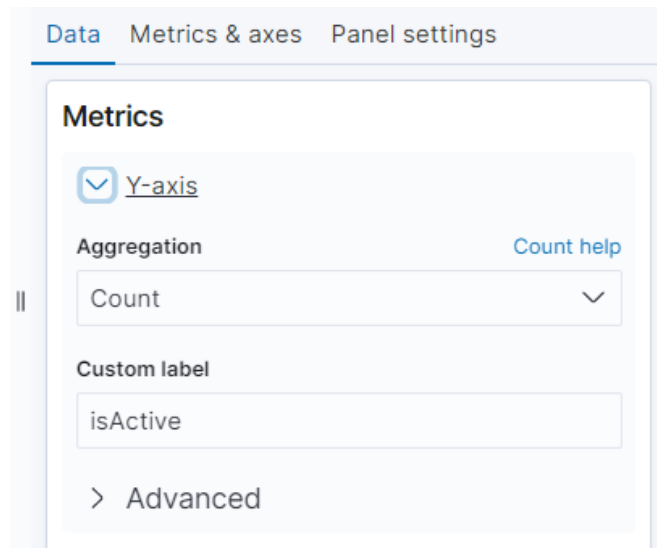 Data Metrics & axes Panel settings
Metrics
Y-axis
Aggregation Count help
Count
Custom label
isActive
Advanced